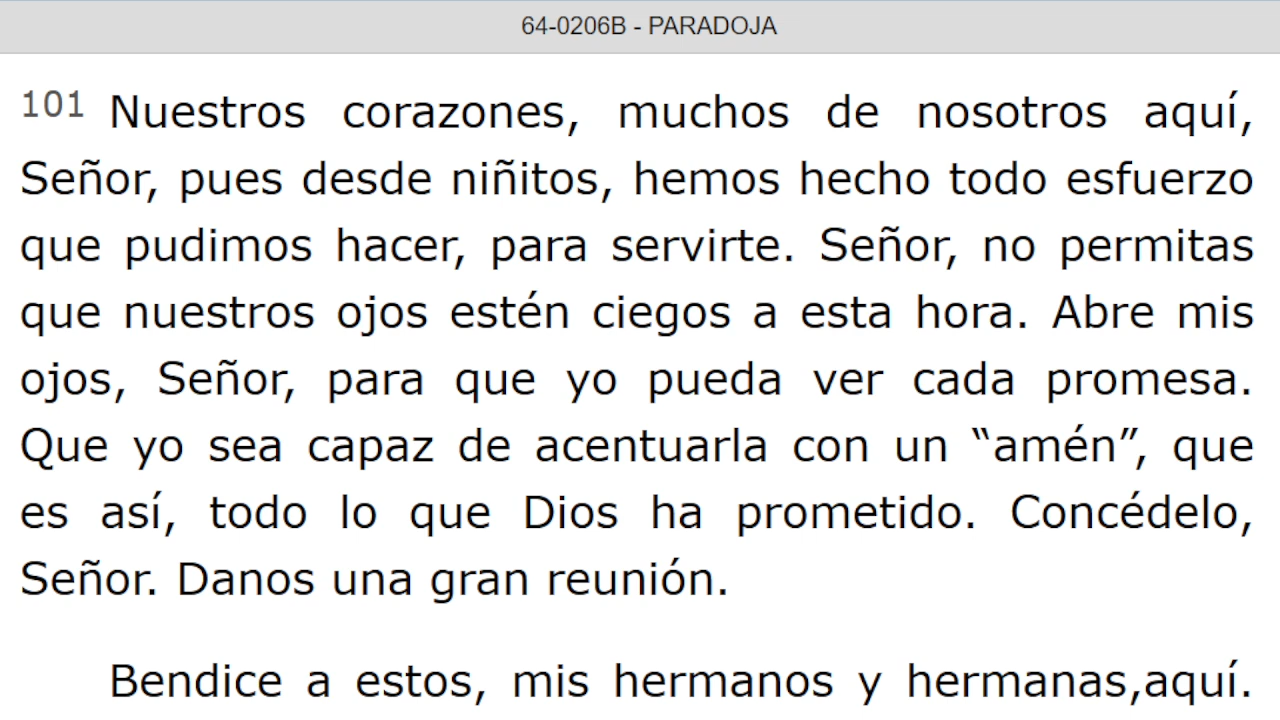 64-0206B - PARADOJA
101 Nuestros corazones, muchos de nosotros aquí,
Señor, pues desde niñitos, hemos hecho todo esfuerzo
que pudimos hacer, para servirte. Señor, no permitas
que nuestros ojos estén ciegos a esta hora. Abre mis
ojos, Señor, para que yo pueda ver cada promesa.
Que yo sea capaz de acentuarla con un “amén”, que
es así, todo lo que Dios ha prometido. Concédelo,
Señor. Danos una gran reunión.
Bendice a estos, mis hermanos y hermanas,aquí.